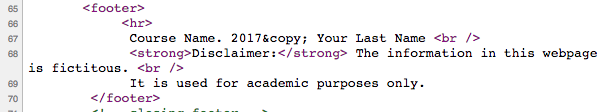 65 <footer>
66 <hr>
67 Course Name. 2017&copy; Your Last Name <br />
68 <strong>Disclaimer:</strong> The information in this webpage
is fictitous. <br />
69 It is used for academic purposes only.
70 </footer>